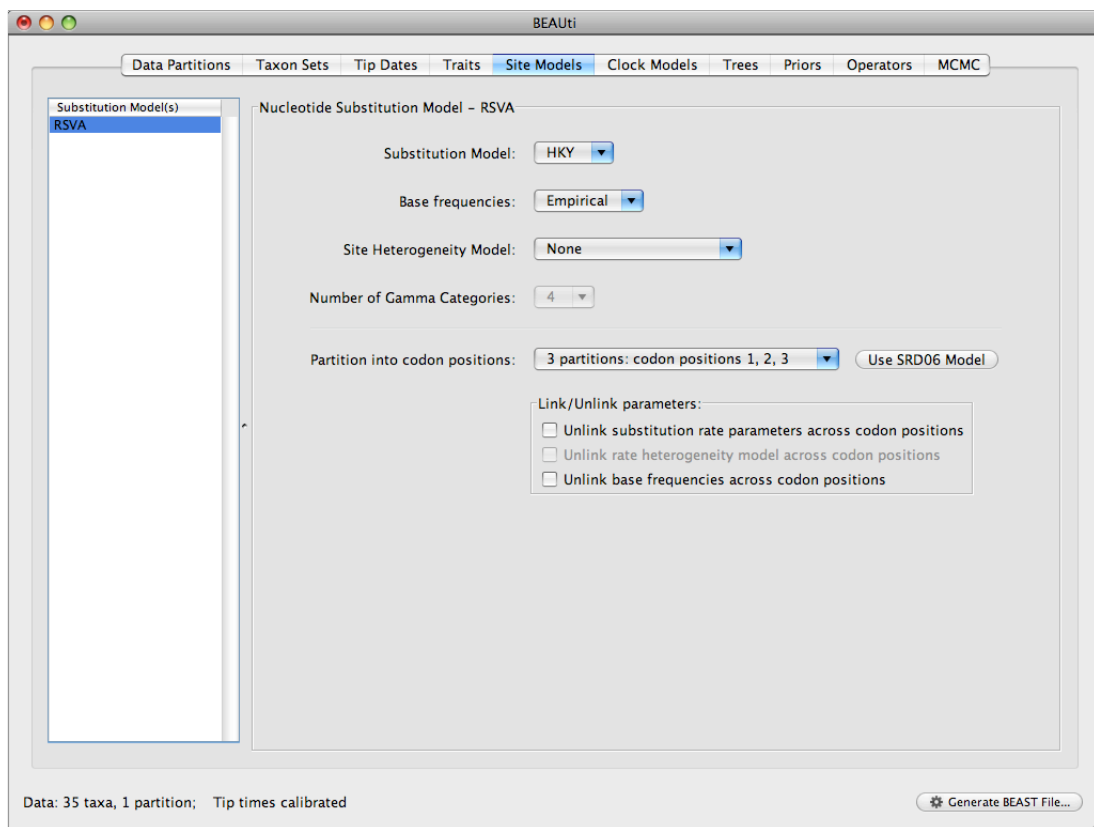 BEAUti
Data Partitions Taxon Sets Tip Dates Traits Site Models Clock Models Trees Priors Operators MCMC
Substitution Model(s)
RSVA
Nucleotide Substitution Model – RSVA
Substitution Model: HKY
Base frequencies: Empirical
Site Heterogeneity Model: None
Number of Gamma Categories: 4
Partition into codon positions: 3 partitions: codon positions 1, 2, 3 Use SRD06 Model
Link/Unlink parameters:
Unlink substitution rate parameters across codon positions
Unlink rate heterogeneity model across codon positions
Unlink base frequencies across codon positions
Data: 35 taxa, 1 partition; Tip times calibrated
Generate BEAST File...